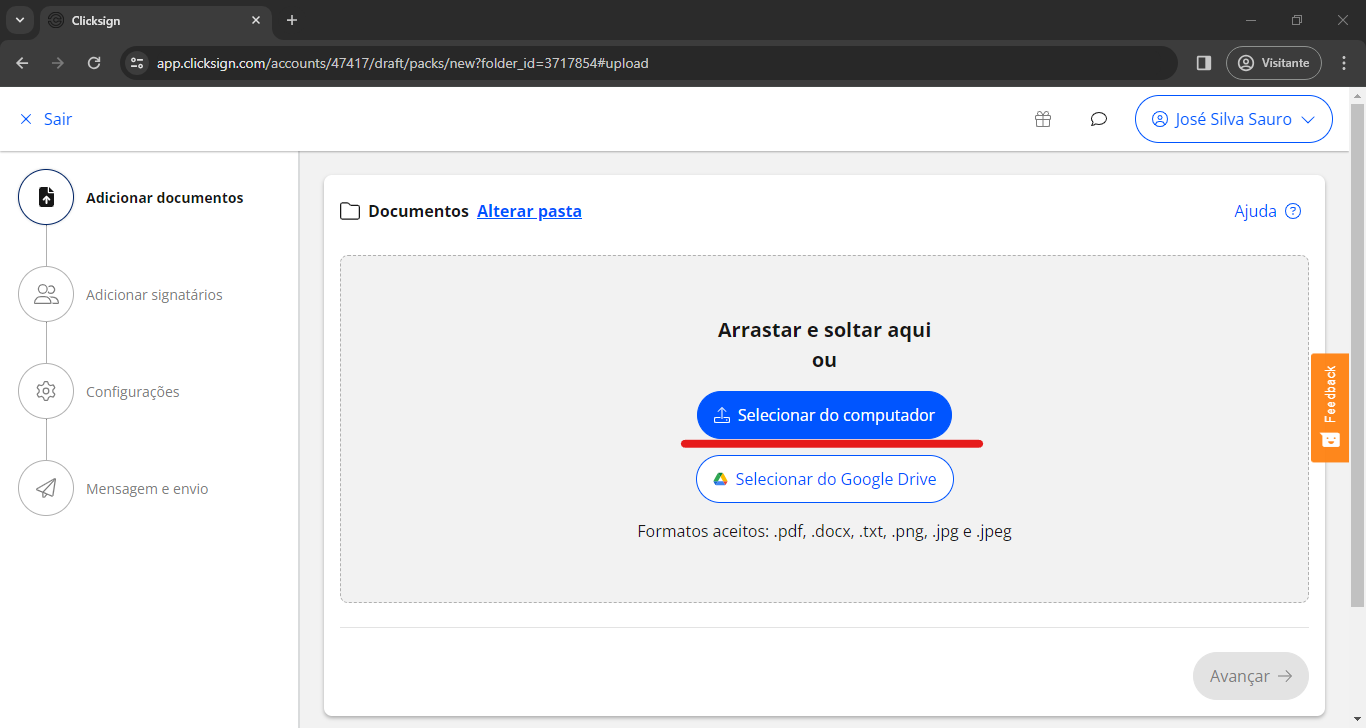 Clicksign
app.clicksign.com/accounts/47417/draft/packs/new?folder_id=3717854#upload
Visitante
Sair
José Silva Sauro
Adicionar documentos
Adicionar signatários
Configurações
Mensagem e envio
Documentos Alterar pasta
Ajuda
Arrastar e soltar aqui
ou
Selecionar do computador
Selecionar do Google Drive
Formatos aceitos: .pdf, .docx, .txt, .png, .jpg e .jpeg
Feedback
Avançar